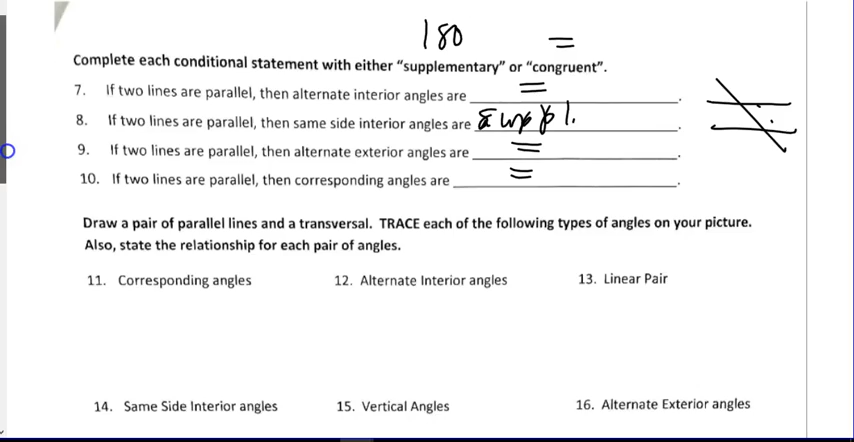 180 =
Complete each conditional statement with either “supplementary” or “congruent”.
7. If two lines are parallel, then alternate interior angles are = .
8. If two lines are parallel, then same side interior angles are .
9. If two lines are parallel, then alternate exterior angles are = .
10. If two lines are parallel, then corresponding angles are = .
Draw a pair of parallel lines and a transversal. TRACE each of the following types of angles on your picture.
Also, state the relationship for each pair of angles.
11. Corresponding angles 12. Alternate Interior angles 13. Linear Pair
14. Same Side Interior angles 15. Vertical Angles 16. Alternate Exterior angles